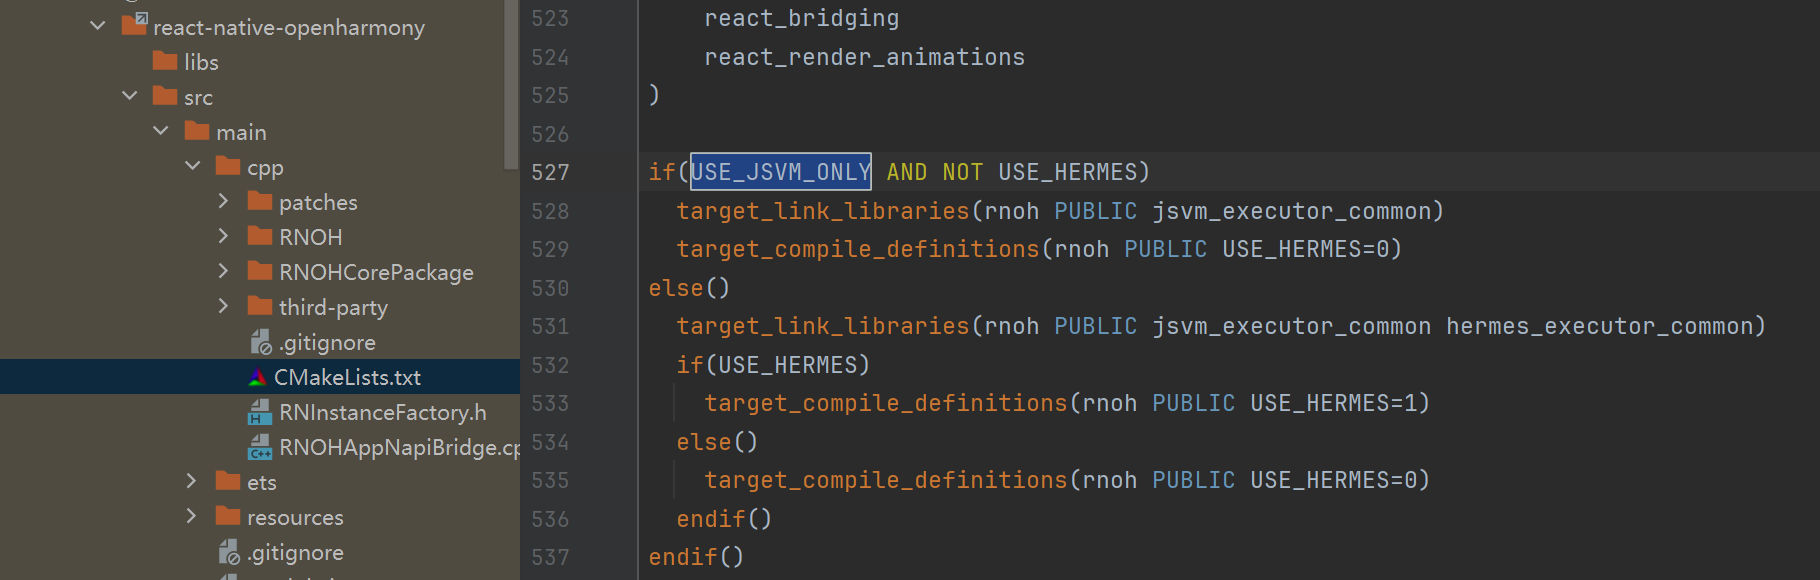 react-native-openharmony
libs
src
main
cpp
patches
RNOH
RNOHCorePackage
third-party
.gitignore
CMakeLists.txt
RNInstanceFactory.h
RNOHAppNapiBridge.cp
ets
resources
.gitignore
523 react_bridging
524 react_render_animations
525 )
526
527 if(USE_JSVM_ONLY AND NOT USE_HERMES)
528 target_link_libraries(rnoh PUBLIC jsvm_executor_common)
529 target_compile_definitions(rnoh PUBLIC USE_HERMES=0)
530 else()
531 target_link_libraries(rnoh PUBLIC jsvm_executor_common hermes_executor_common)
532 if(USE_HERMES)
533 target_compile_definitions(rnoh PUBLIC USE_HERMES=1)
534 else()
535 target_compile_definitions(rnoh PUBLIC USE_HERMES=0)
536 endif()
537 endif()